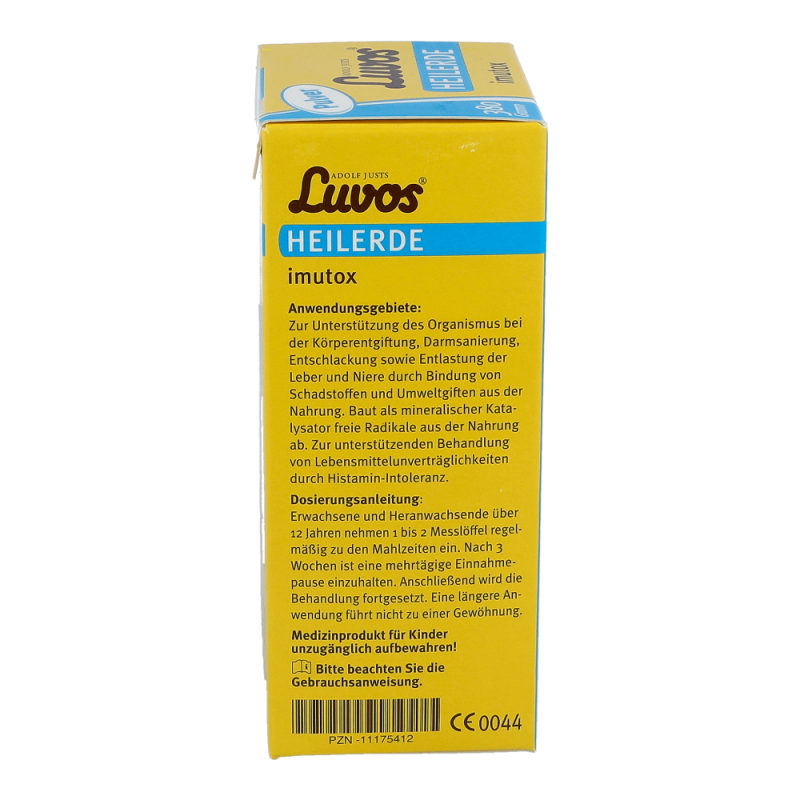 Pulver
ADOLF JUSTS
Luvos
HEILERDE
imutox
380
Gramm
ADOLF JUSTS
Luvos®
HEILERDE
imutox
Anwendungsgebiete:
Zur Unterstützung des Organismus bei
der Körperentgiftung, Darmsanierung,
Entschlackung sowie Entlastung der
Leber und Niere durch Bindung von
Schadstoffen und Umweltgiften aus der
Nahrung. Baut als mineralischer Kata-
lysator freie Radikale aus der Nahrung
ab. Zur unterstützenden Behandlung
von Lebensmittelunverträglichkeiten
durch Histamin-Intoleranz.
Dosierungsanleitung:
Erwachsene und Heranwachsende über
12 Jahren nehmen 1 bis 2 Messlöffel regel-
mäßig zu den Mahlzeiten ein. Nach 3
Wochen ist eine mehrtägige Einnahme-
pause einzuhalten. Anschließend wird die
Behandlung fortgesetzt. Eine längere An-
wendung führt nicht zu einer Gewöhnung.
Medizinprodukt für Kinder
unzugänglich aufbewahren!
Bitte beachten Sie die
Gebrauchsanweisung.
CE 0044
PZN -11175412